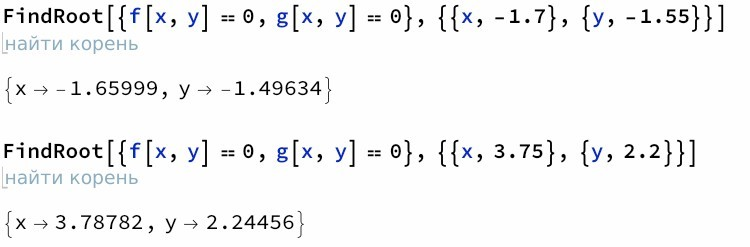 FindRoot[{f[x, y] == 0, g[x, y] == 0}, {{x, -1.7}, {y, -1.55}}]
найти корень
{x → -1.65999, y → -1.49634}
FindRoot[{f[x, y] == 0, g[x, y] == 0}, {{x, 3.75}, {y, 2.2}}]
найти корень
{x → 3.78782, y → 2.24456}